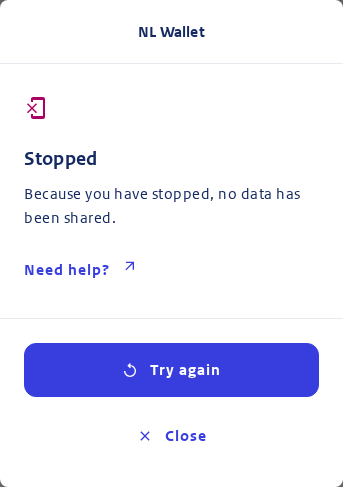 NL Wallet
Stopped
Because you have stopped, no data has
been shared.
Need help?
Try again
Close